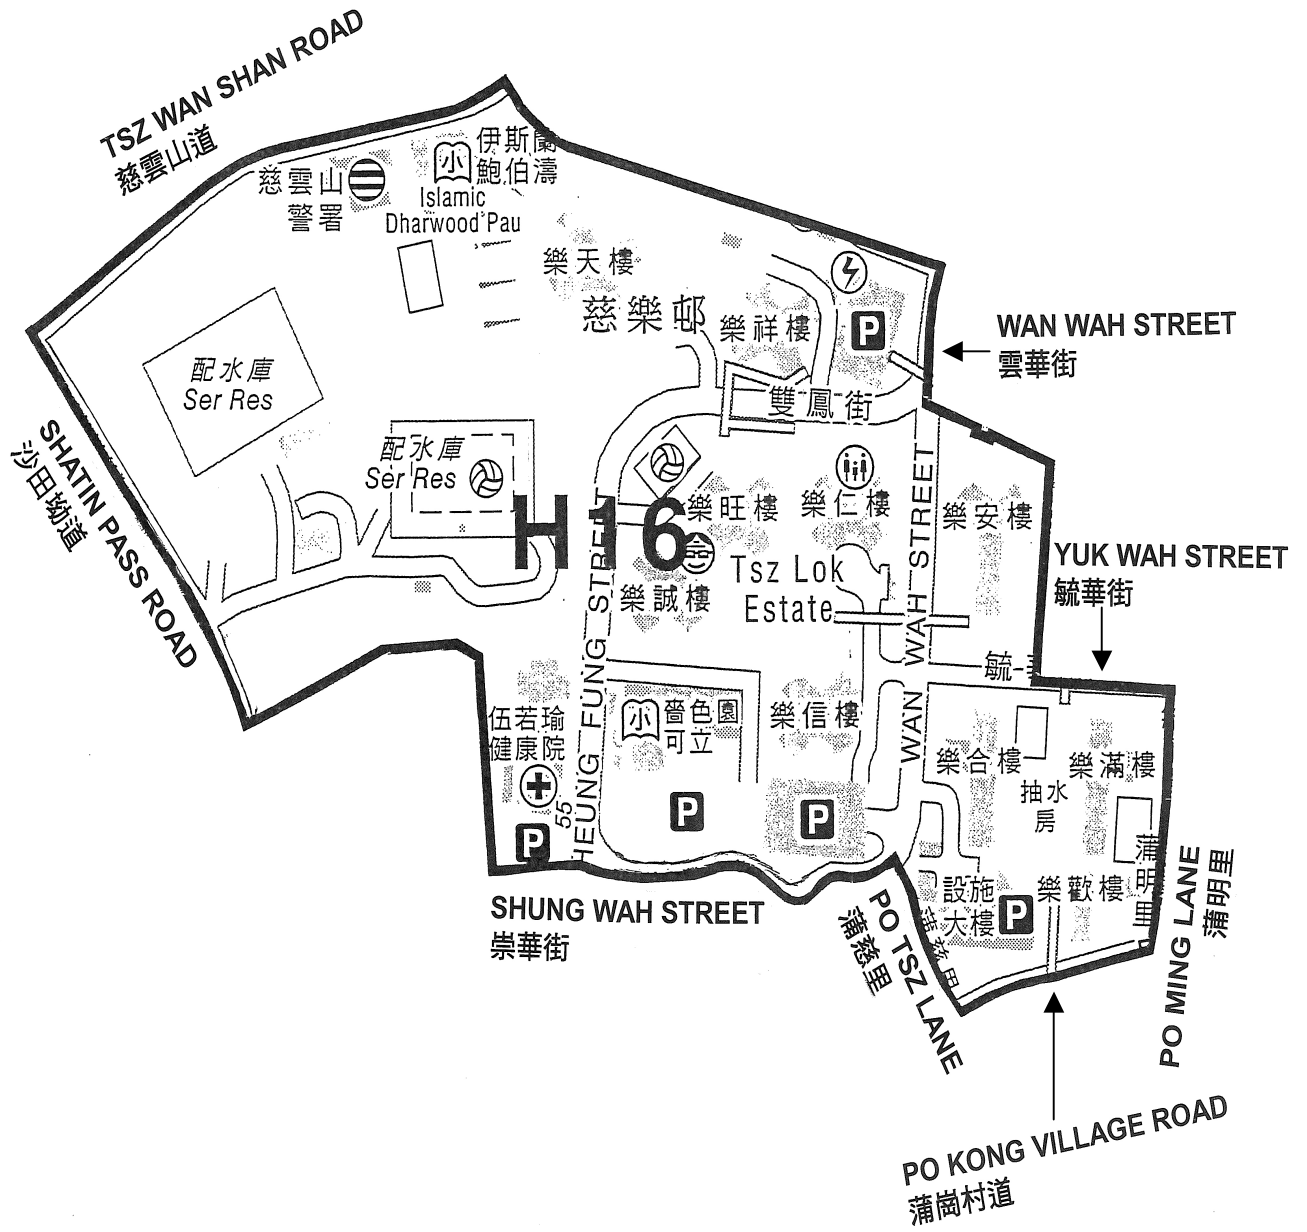 TSZ WAN SHAN ROAD
慈雲山道
伊斯蘭
鮑伯濤
小
Islamic
Dharwood Pau
慈雲山
警署
樂天樓
慈樂邨
樂祥樓
P
WAN WAH STREET
雲華街
配水庫
Ser Res
雙鳳街
SHATIN PASS ROAD
沙田坳道
配水庫
Ser Res
H16
樂旺樓
樂仁樓
樂安樓
Tsz Lok
Estate
樂誠樓
YUK WAH STREET
毓華街
毓
WAN WAH STREET
HEUNG FUNG STREET
55
伍若瑜
健康院
P
小
嗇色園
可立
P
樂信樓
P
樂合樓
樂滿樓
抽水
房
設施
大樓
P
樂歡樓
蒲明里
PO MING LANE
蒲明里
SHUNG WAH STREET
崇華街
蒲慈里
PO TSZ LANE
蒲慈里
PO KONG VILLAGE ROAD
蒲崗村道